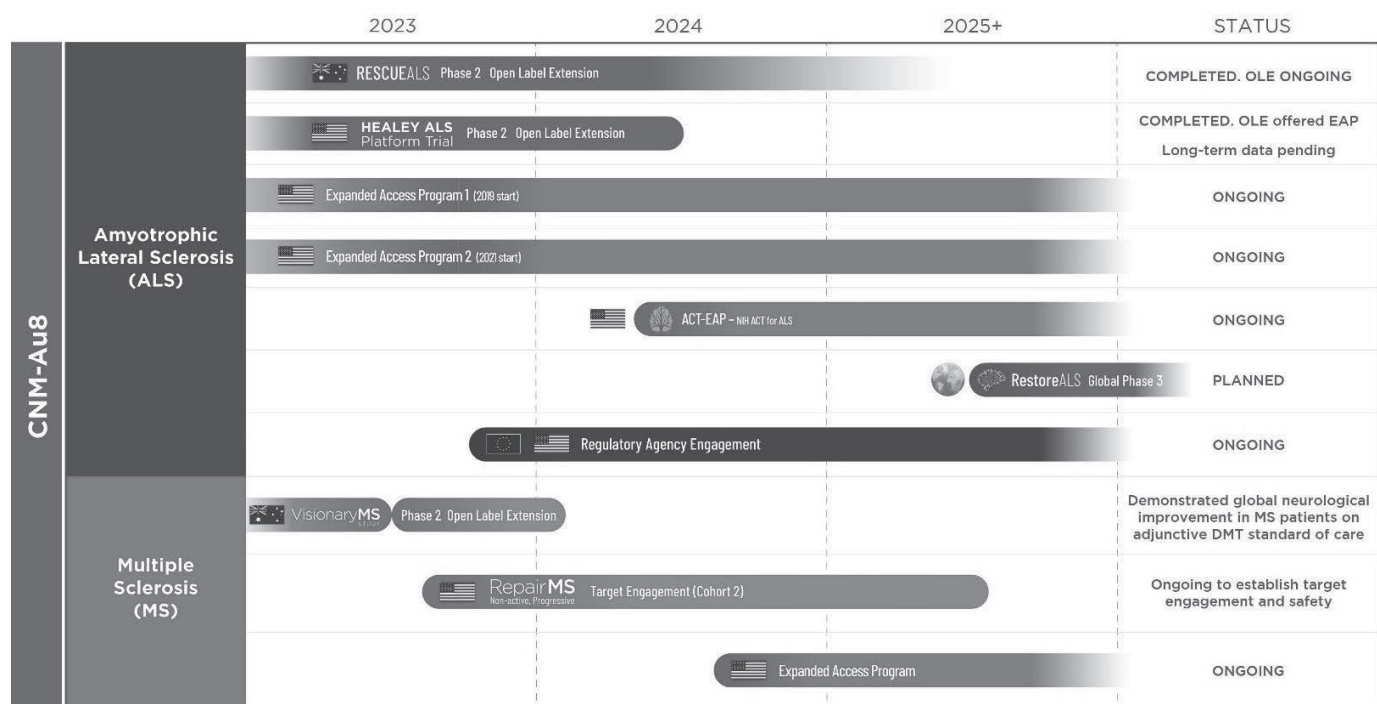 2023 2024 2025+ STATUS
CNM-Au8
Amyotrophic
Lateral Sclerosis
(ALS)
RESCUEALS Phase 2 Open Label Extension
COMPLETED. OLE ONGOING
HEALEY ALS
Platform Trial
Phase 2 Open Label Extension
COMPLETED. OLE offered EAP
Long-term data pending
Expanded Access Program 1 (2019 start)
ONGOING
Expanded Access Program 2 (2021 start)
ONGOING
ACT-EAP – NIH ACT for ALS
ONGOING
RestoreALS Global Phase 3
PLANNED
Regulatory Agency Engagement
ONGOING
Multiple
Sclerosis
(MS)
VisionaryMS
Phase 2 Open Label Extension
Demonstrated global neurological
improvement in MS patients on
adjunctive DMT standard of care
RepairMS
Non-active, Progressive
Target Engagement (Cohort 2)
Ongoing to establish target
engagement and safety
Expanded Access Program
ONGOING